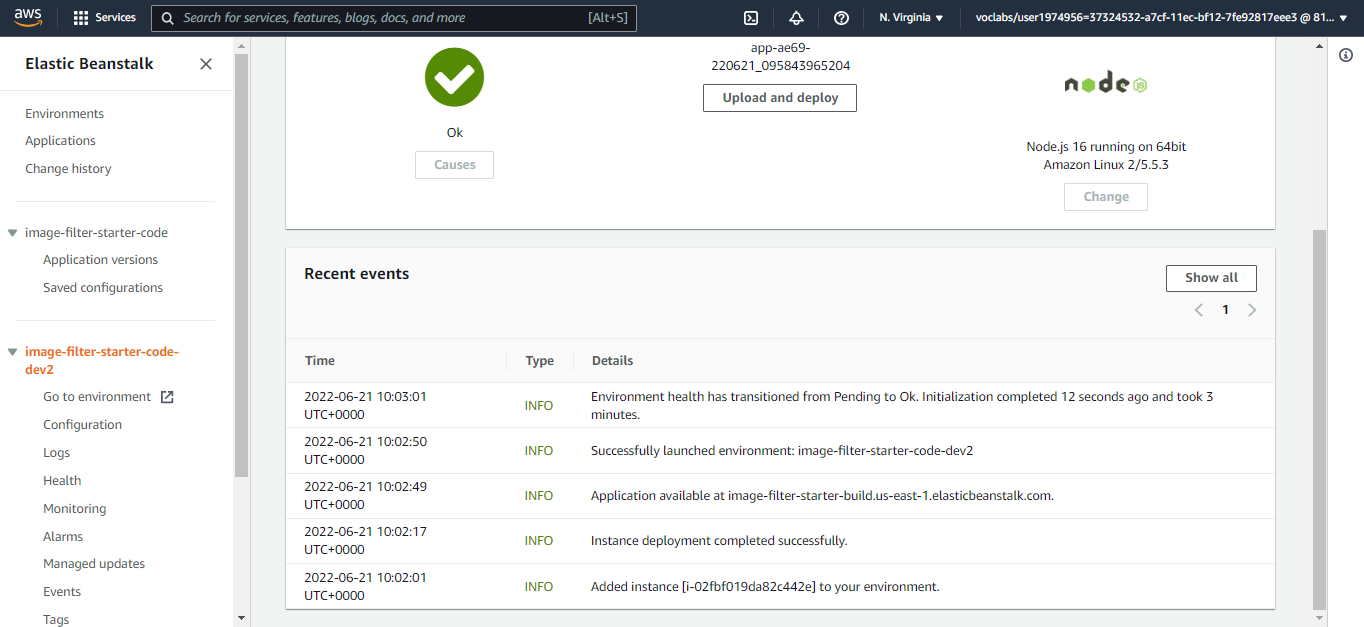 aws
Services
Search for services, features, blogs, docs, and more
[Alt+S]
N. Virginia
voclabs/user1974956=37324532-a7cf-11ec-bf12-7fe92817eee3 @ 81...
Elastic Beanstalk
Environments
Applications
Change history
image-filter-starter-code
Application versions
Saved configurations
image-filter-starter-code-
dev2
Go to environment
Configuration
Logs
Health
Monitoring
Alarms
Managed updates
Events
Tags
Ok
Causes
app-ae69-
220621_095843965204
Upload and deploy
node
JS
Node.js 16 running on 64bit
Amazon Linux 2/5.5.3
Change
Recent events
Show all
1
Time Type Details
2022-06-21 10:03:01
UTC+0000
INFO
Environment health has transitioned from Pending to Ok. Initialization completed 12 seconds ago and took 3
minutes.
2022-06-21 10:02:50
UTC+0000
INFO
Successfully launched environment: image-filter-starter-code-dev2
2022-06-21 10:02:49
UTC+0000
INFO
Application available at image-filter-starter-build.us-east-1.elasticbeanstalk.com.
2022-06-21 10:02:17
UTC+0000
INFO
Instance deployment completed successfully.
2022-06-21 10:02:01
UTC+0000
INFO
Added instance [i-02fbf019da82c442e] to your environment.